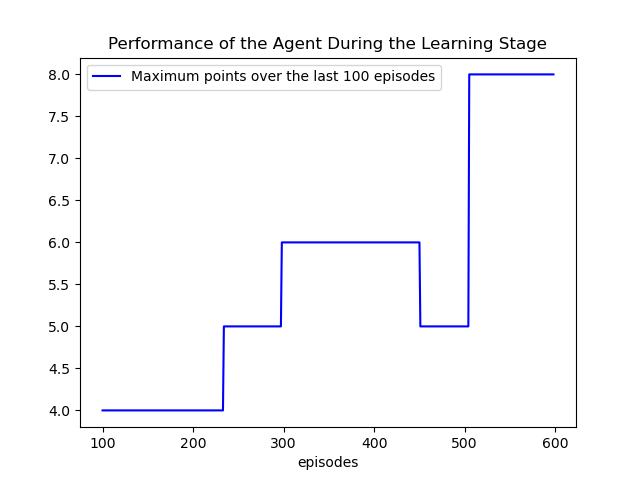 Performance of the Agent During the Learning Stage
Maximum points over the last 100 episodes
8.0
7.5
7.0
6.5
6.0
5.5
5.0
4.5
4.0
100 200 300 400 500 600
episodes